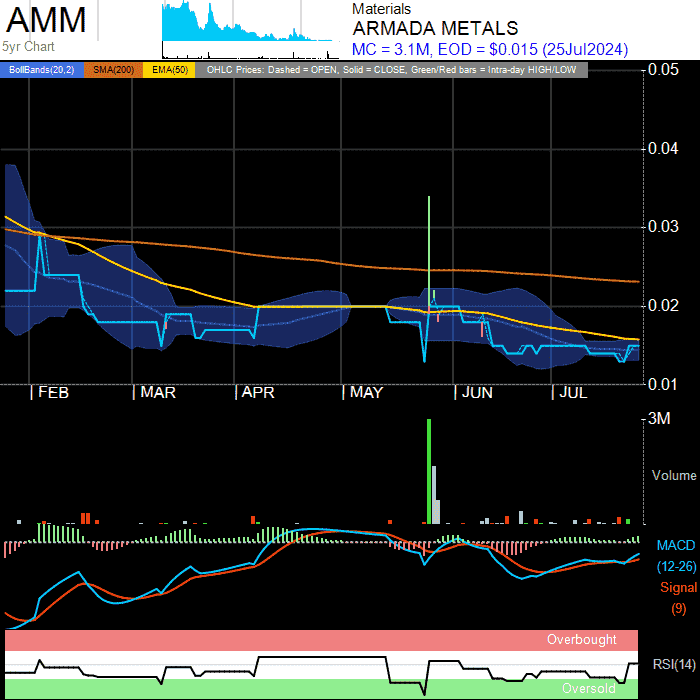 AMM
5yr Chart
Materials
ARMADA METALS
MC = 3.1M, EOD = $0.015 (25Jul2024)
BollBands(20,2) SMA(200) EMA(50) OHLC Prices: Dashed = OPEN, Solid = CLOSE, Green/Red bars = Intra-day HIGH/LOW
0.05
0.04
0.03
0.02
0.01
FEB MAR APR MAY JUN JUL
3M
Volume
MACD
(12-26)
Signal
(9)
Overbought
RSI(14)
Oversold